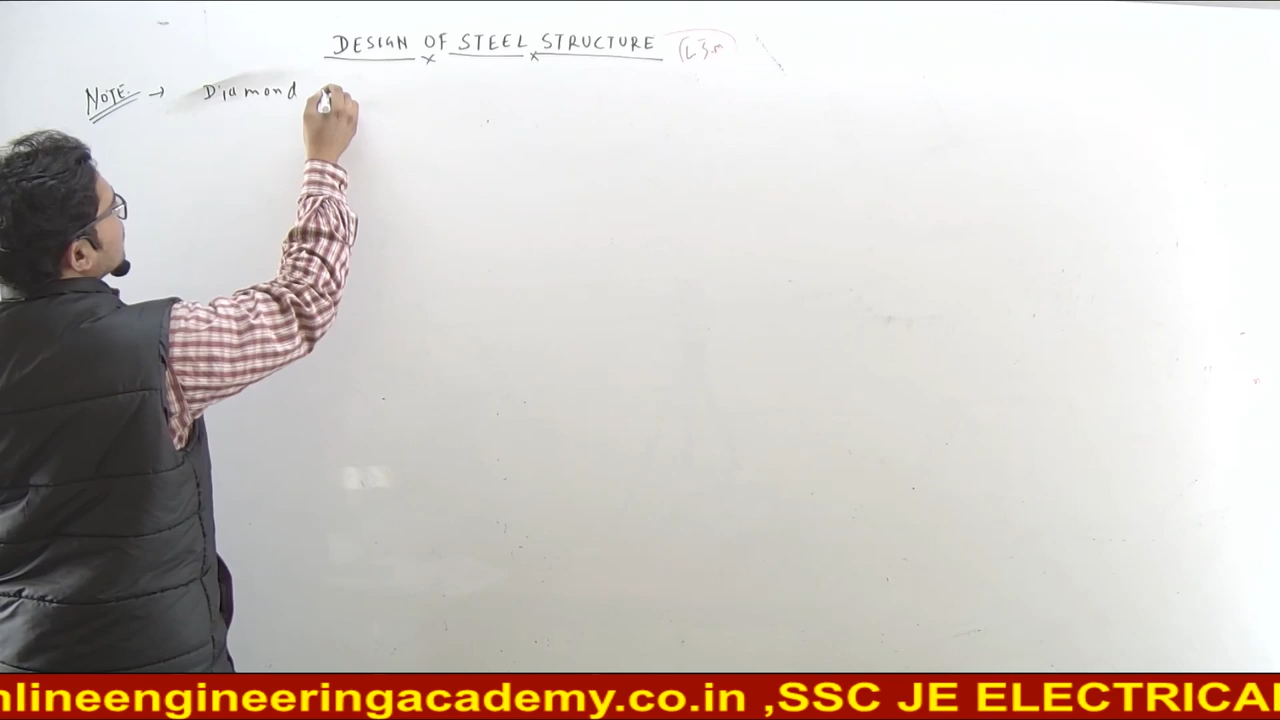 DESIGN OF STEEL STRUCTURE
NOTE → Diamond
nlineengineeringacademy.co.in ,SSC JE ELECTRICAL